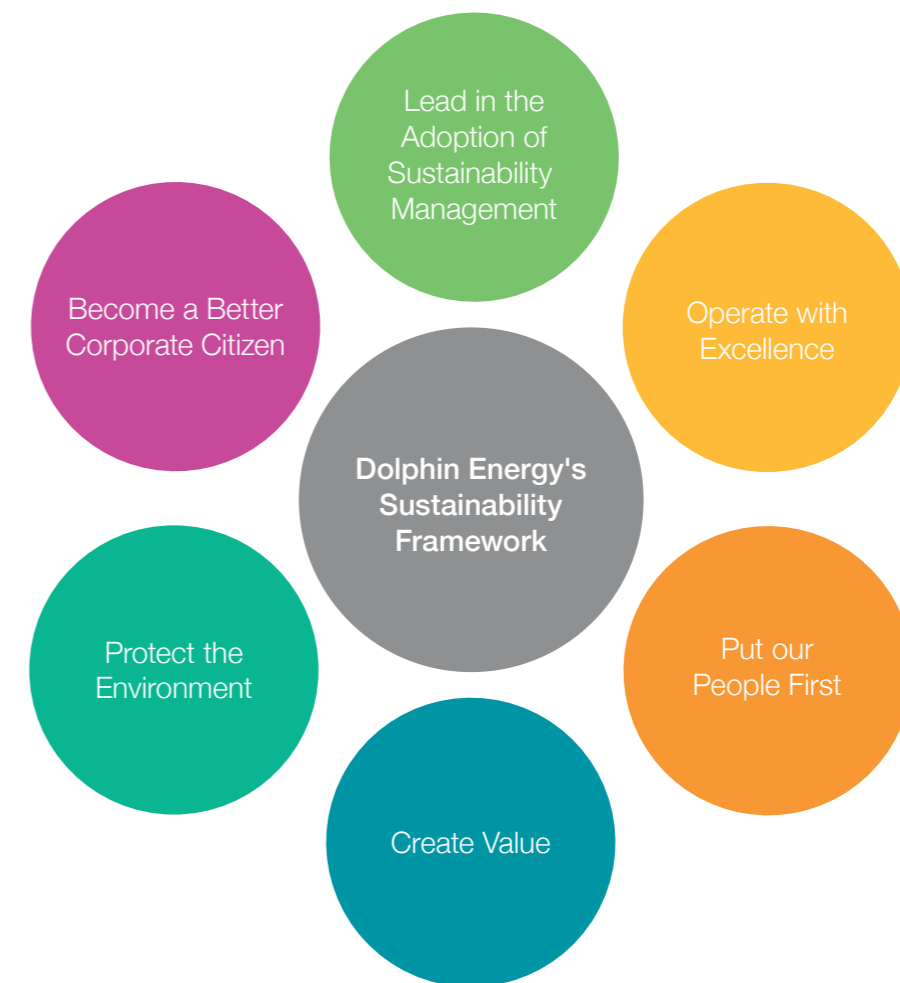 Lead in the
Adoption of
Sustainability
Management
Become a Better
Corporate Citizen
Operate with
Excellence
Dolphin Energy's
Sustainability
Framework
Protect the
Environment
Put our
People First
Create Value